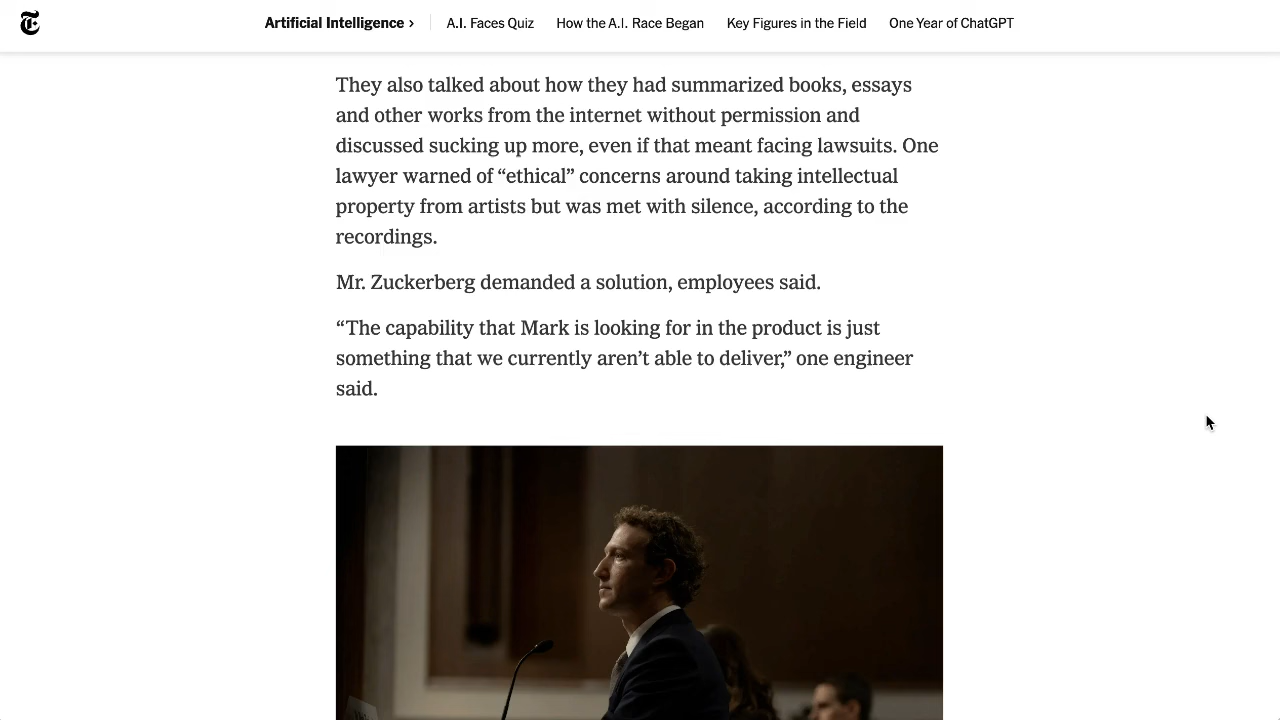 Artificial Intelligence › A.I. Faces Quiz How the A.I. Race Began Key Figures in the Field One Year of ChatGPT
They also talked about how they had summarized books, essays
and other works from the internet without permission and
discussed sucking up more, even if that meant facing lawsuits. One
lawyer warned of “ethical” concerns around taking intellectual
property from artists but was met with silence, according to the
recordings.
Mr. Zuckerberg demanded a solution, employees said.
“The capability that Mark is looking for in the product is just
something that we currently aren’t able to deliver,” one engineer
said.